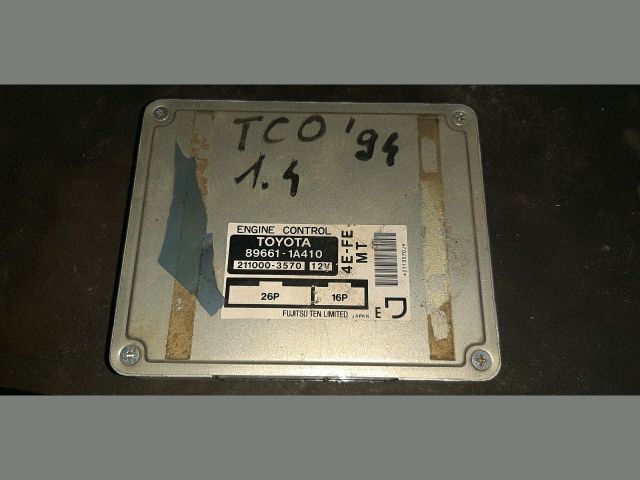 TCO '94
1.4
ENGINE CONTROL
TOYOTA
89661-1A410
211000-3570 12V
4E-FE
MT
26P 16P
FUJITSU TEN LIMITED JAPAN
E J